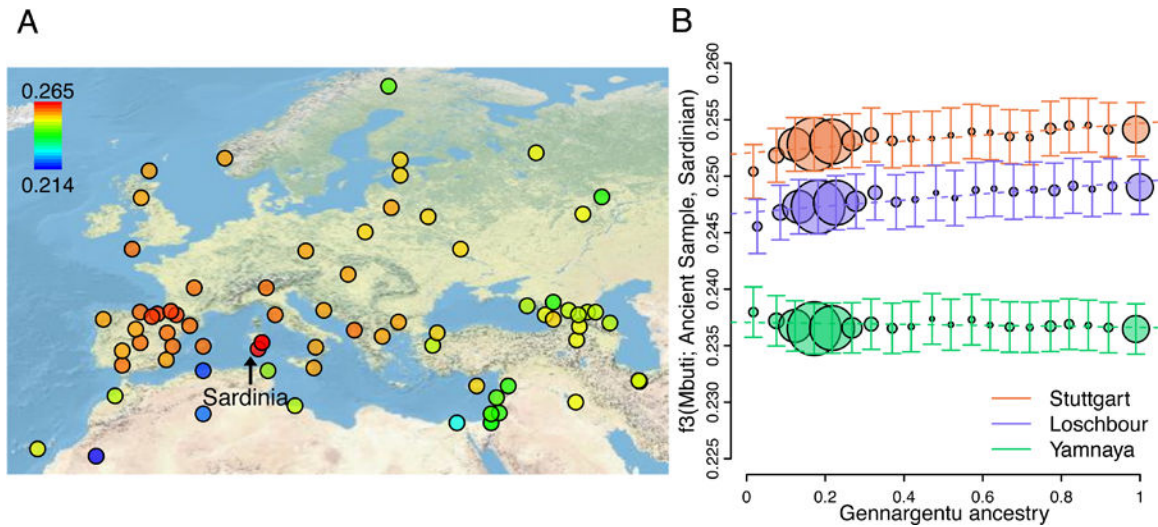 A
0.265
0.214
Sardinia
B
f3(Mbuti; Ancient Sample, Sardinian)
0.260
0.255
0.250
0.245
0.240
0.235
0.230
0.225
Stuttgart
Loschbour
Yamnaya
0 0.2 0.4 0.6 0.8 1
Gennargentu ancestry